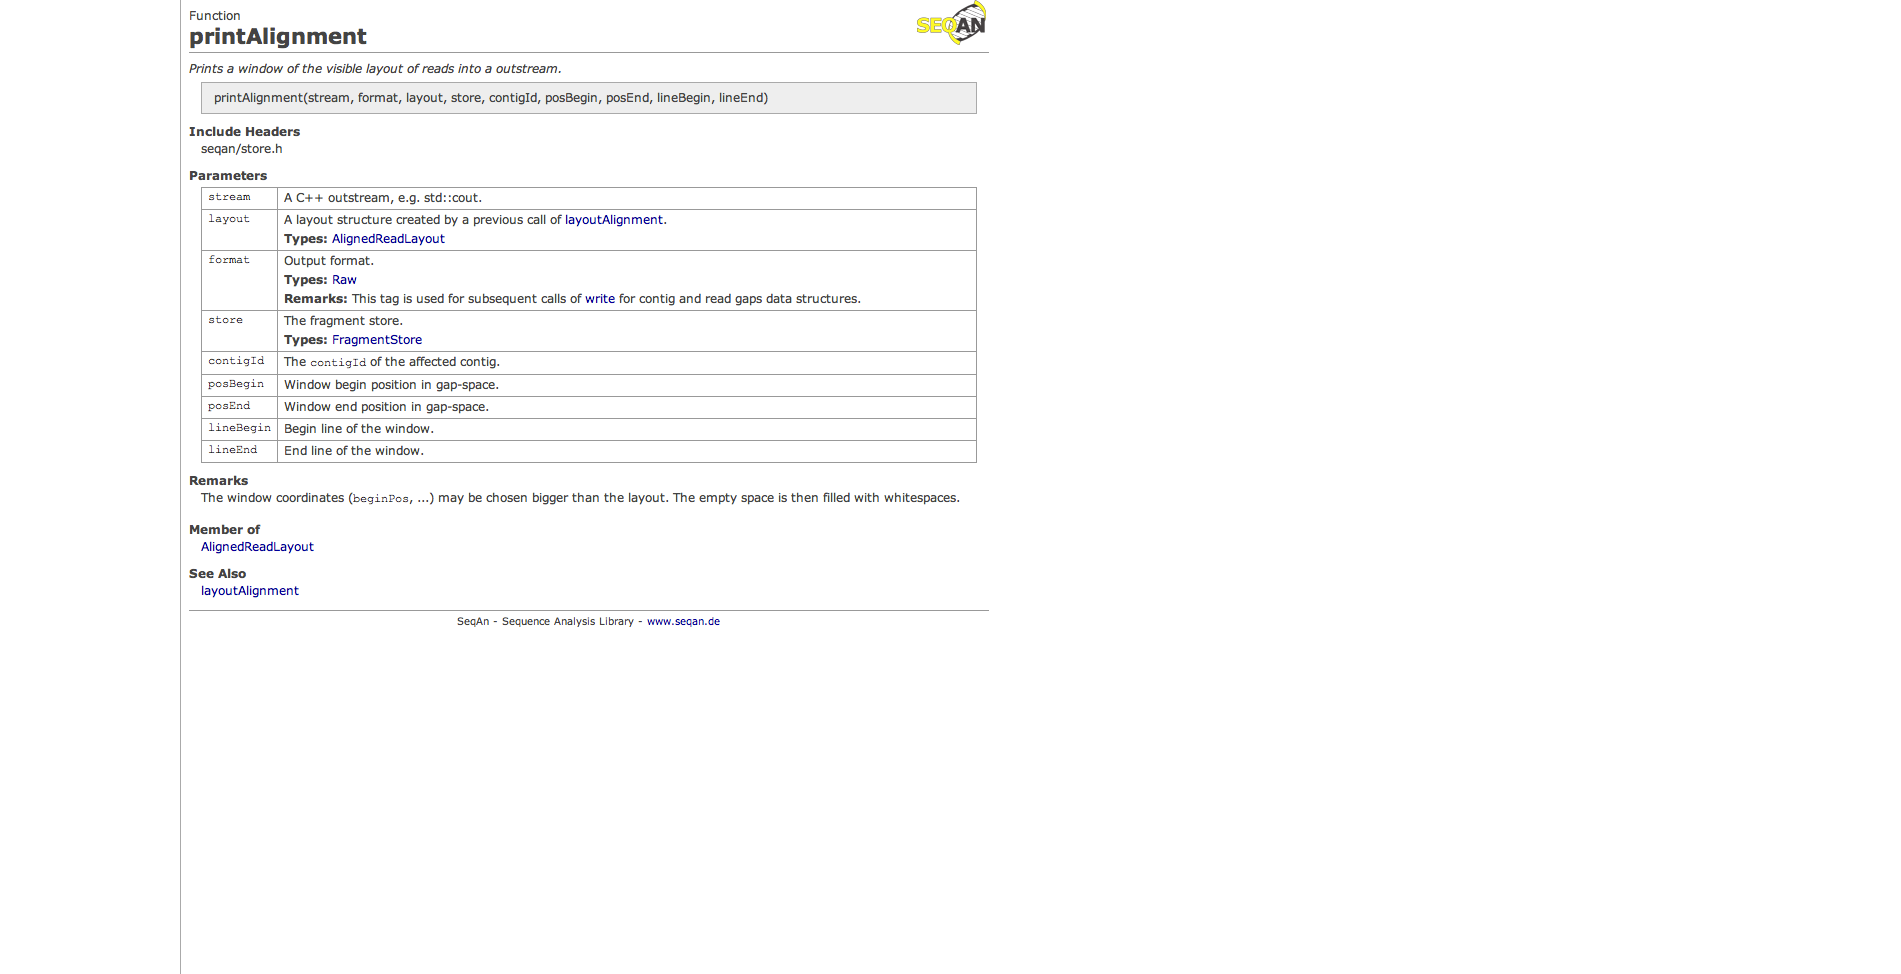 Function
printAlignment
SEQAN
Prints a window of the visible layout of reads into a outstream.
printAlignment(stream, format, layout, store, contigId, posBegin, posEnd, lineBegin, lineEnd)
Include Headers
seqan/store.h
Parameters
stream A C++ outstream, e.g. std::cout.
layout A layout structure created by a previous call of layoutAlignment.
Types: AlignedReadLayout
format Output format.
Types: Raw
Remarks: This tag is used for subsequent calls of write for contig and read gaps data structures.
store The fragment store.
Types: FragmentStore
contigId The contigId of the affected contig.
posBegin Window begin position in gap-space.
posEnd Window end position in gap-space.
lineBegin Begin line of the window.
lineEnd End line of the window.
Remarks
The window coordinates (beginPos, ...) may be chosen bigger than the layout. The empty space is then filled with whitespaces.
Member of
AlignedReadLayout
See Also
layoutAlignment
SeqAn - Sequence Analysis Library - www.seqan.de